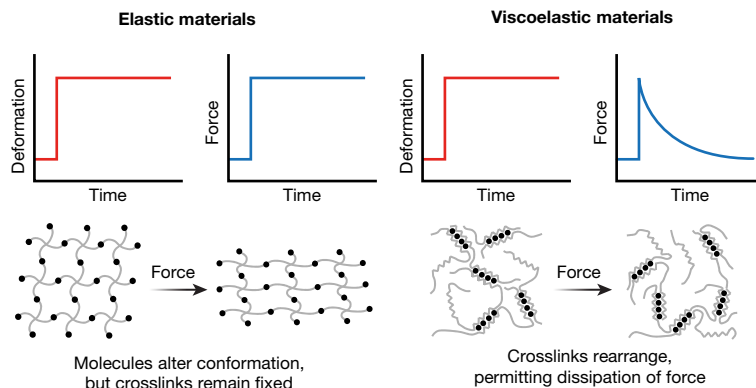 Elastic materials
Viscoelastic materials
Deformation
Time
Force
Time
Deformation
Time
Force
Time
Force
Force
Molecules alter conformation,
but crosslinks remain fixed
Crosslinks rearrange,
permitting dissipation of force